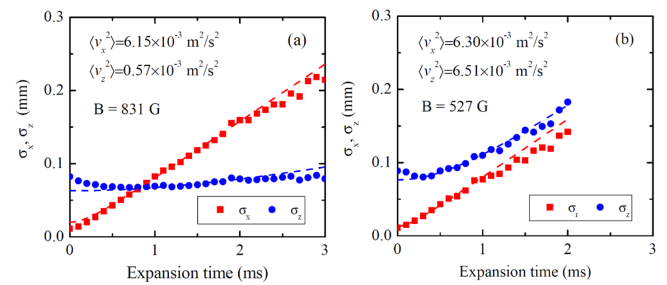 0.3
(a)
⟨v_x^2⟩=6.15×10^-3 m^2/s^2
⟨v_z^2⟩=0.57×10^-3 m^2/s^2
0.2
B = 831 G
σ_x, σ_z (mm)
0.1
σ_x σ_z
0.0
0 1 2 3
Expansion time (ms)
0.3
(b)
⟨v_x^2⟩=6.30×10^-3 m^2/s^2
⟨v_z^2⟩=6.51×10^-3 m^2/s^2
0.2
B = 527 G
σ_x, σ_z (mm)
0.1
σ_r σ_z
0.0
0 1 2 3
Expansion time (ms)